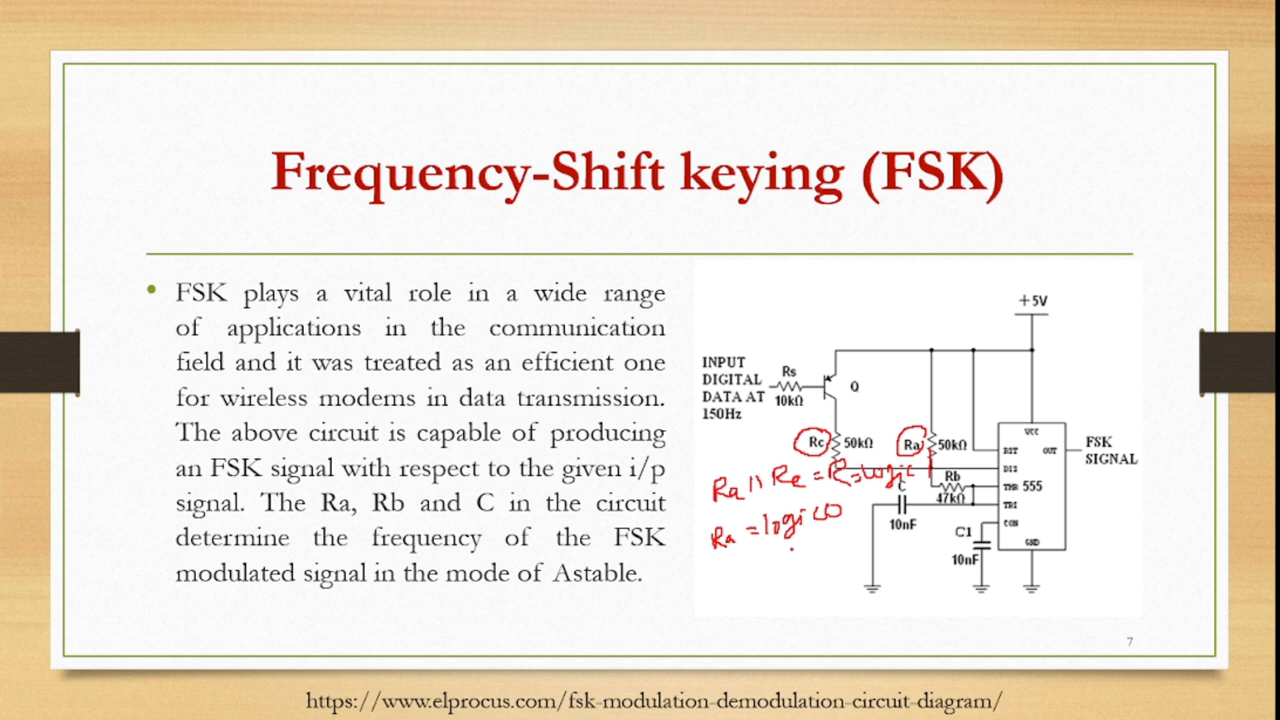 Frequency-Shift keying (FSK)
• FSK plays a vital role in a wide range
of applications in the communication
field and it was treated as an efficient one
for wireless modems in data transmission.
The above circuit is capable of producing
an FSK signal with respect to the given i/p
signal. The Ra, Rb and C in the circuit
determine the frequency of the FSK
modulated signal in the mode of Astable.
+5V
INPUT
DIGITAL
DATA AT
150Hz
Rs
10kΩ
Q
Rc 50kΩ
Ra 50kΩ
VCC
RST OUT
DIS
THR 555
TRI
CON
GND
FSK
SIGNAL
Rb
47kΩ
C
10nF
C1
10nF
Ra || Rc = R = logic 1
Ra = logic 0
7
https://www.elprocus.com/fsk-modulation-demodulation-circuit-diagram/